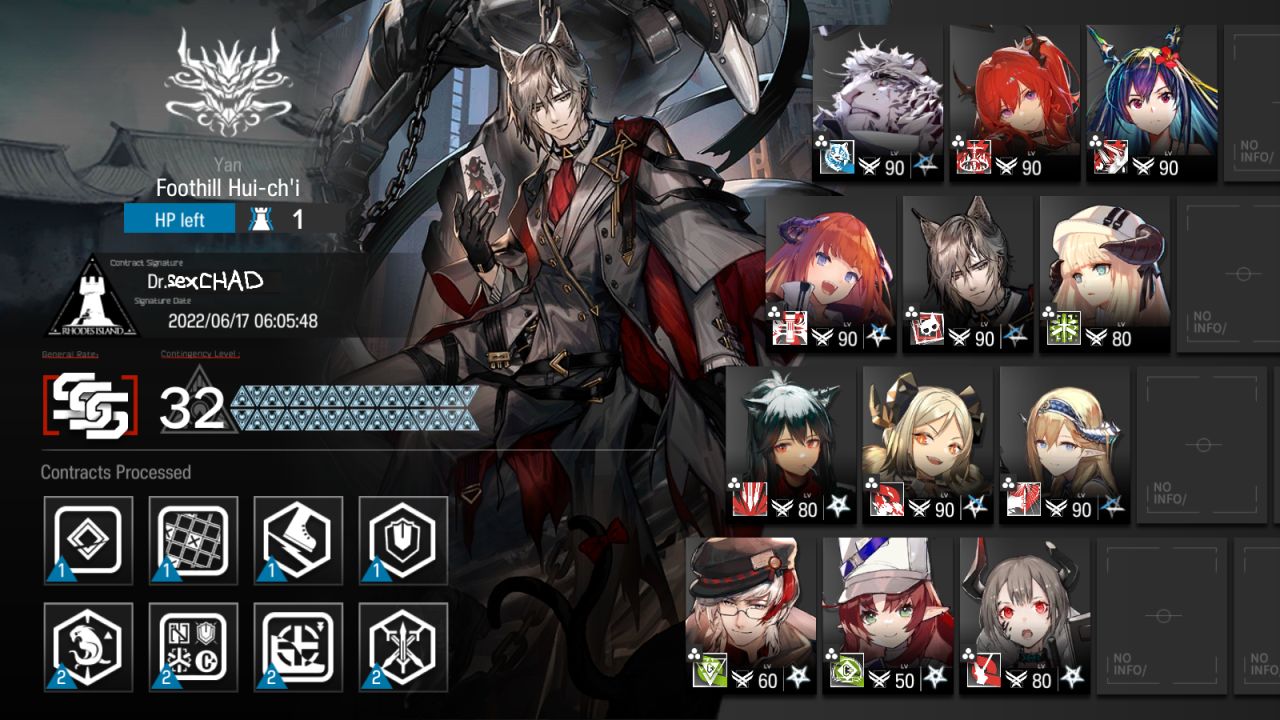 Yan
Foothill Hui-ch'i
HP left 1
Contract Signature
Dr.sexCHAD
Signature Date
2022/06/17 06:05:48
RHODES ISLAND
General Rate:
Contingency Level :
SSS
32
Contracts Processed
1
1
1
1
2
2
2
2
LV
90
LV
90
LV
90
NO
INFO/
LV
90
LV
90
LV
80
NO
INFO/
LV
80
LV
90
LV
90
NO
INFO/
LV
60
LV
50
LV
80
NO
INFO/
NO
INFO/